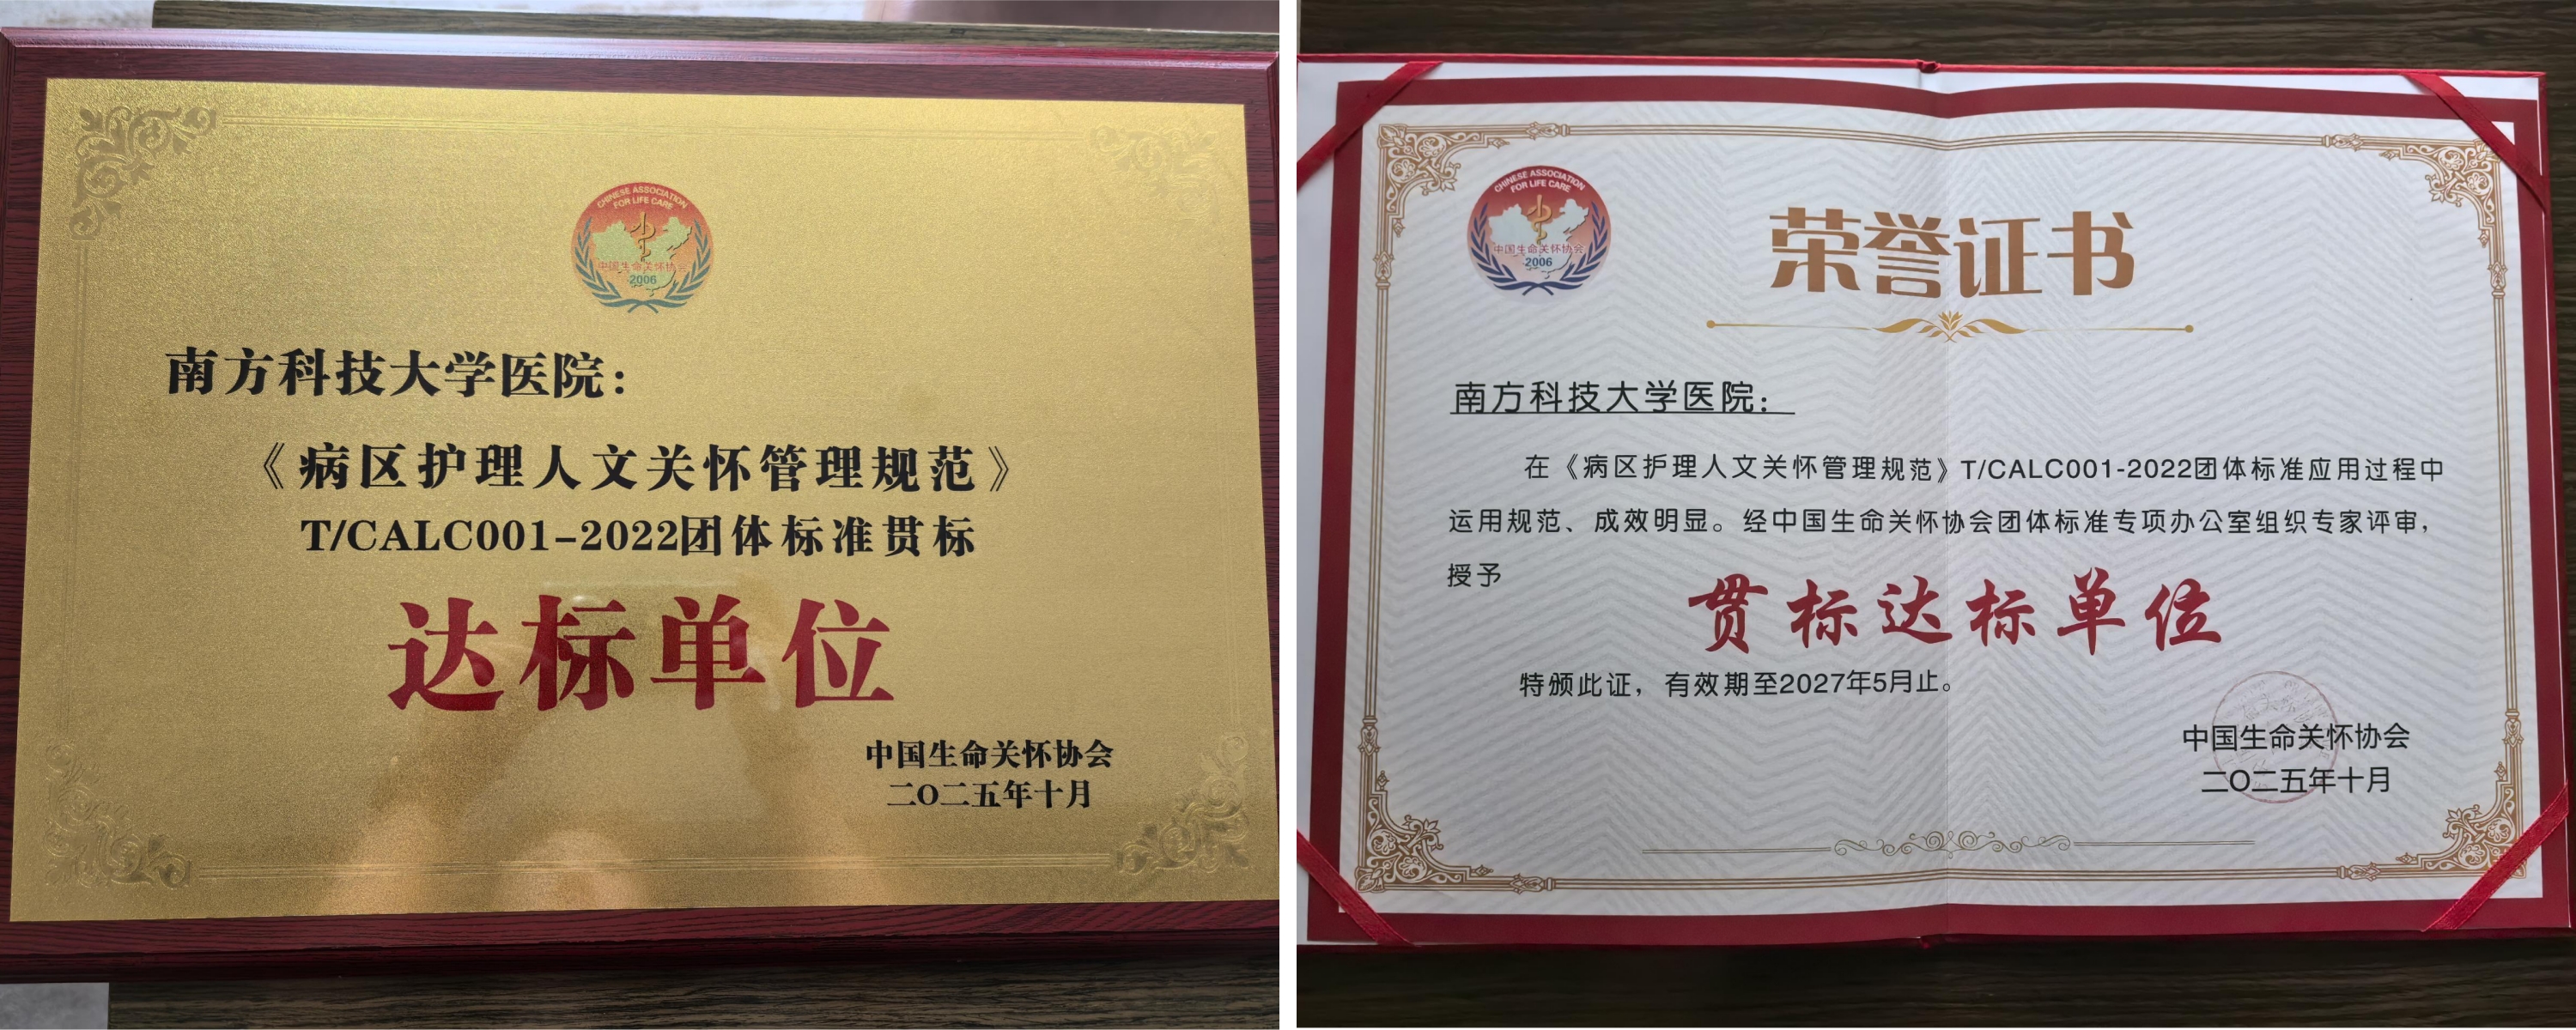 CHINESE ASSOCIATION
FOR LIFE CARE
中国生命关怀协会
2006
南方科技大学医院：
《病区护理人文关怀管理规范》
T/CALC001-2022团体标准贯标
达标单位
中国生命关怀协会
二O二五年十月
CHINESE ASSOCIATION
FOR LIFE CARE
中国生命关怀协会
2006
荣誉证书
南方科技大学医院：
在《病区护理人文关怀管理规范》T/CALC001-2022团体标准应用过程中
运用规范、成效明显。经中国生命关怀协会团体标准专项办公室组织专家评审，
授予
贯标达标单位
特颁此证，有效期至2027年5月止。
中国生命关怀协会
二O二五年十月